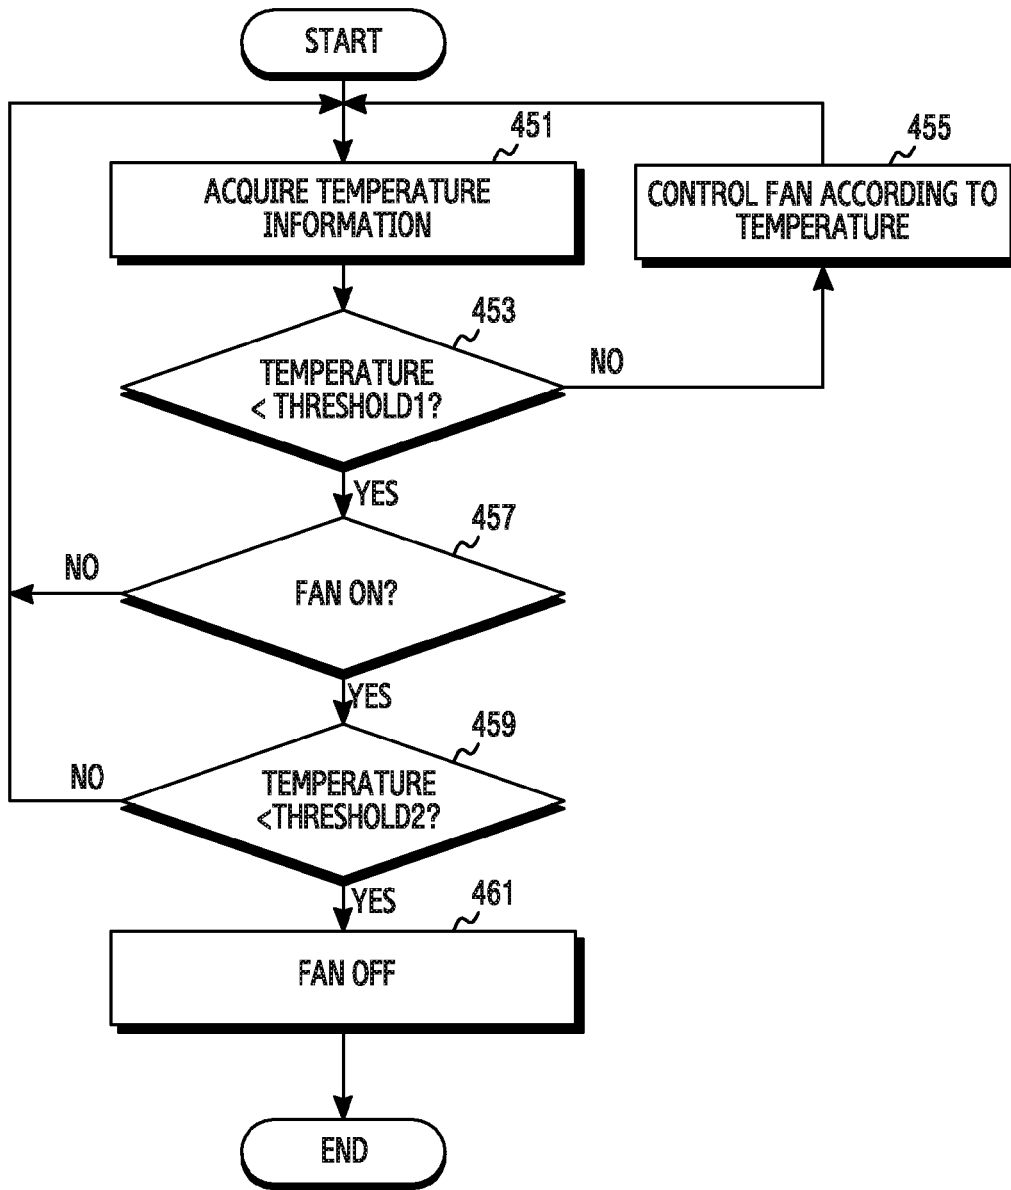 START
451
ACQUIRE TEMPERATURE
INFORMATION
455
CONTROL FAN ACCORDING TO
TEMPERATURE
453
TEMPERATURE
< THRESHOLD1?
NO
YES
457
FAN ON?
NO
YES
459
TEMPERATURE
<THRESHOLD2?
NO
YES
461
FAN OFF
END